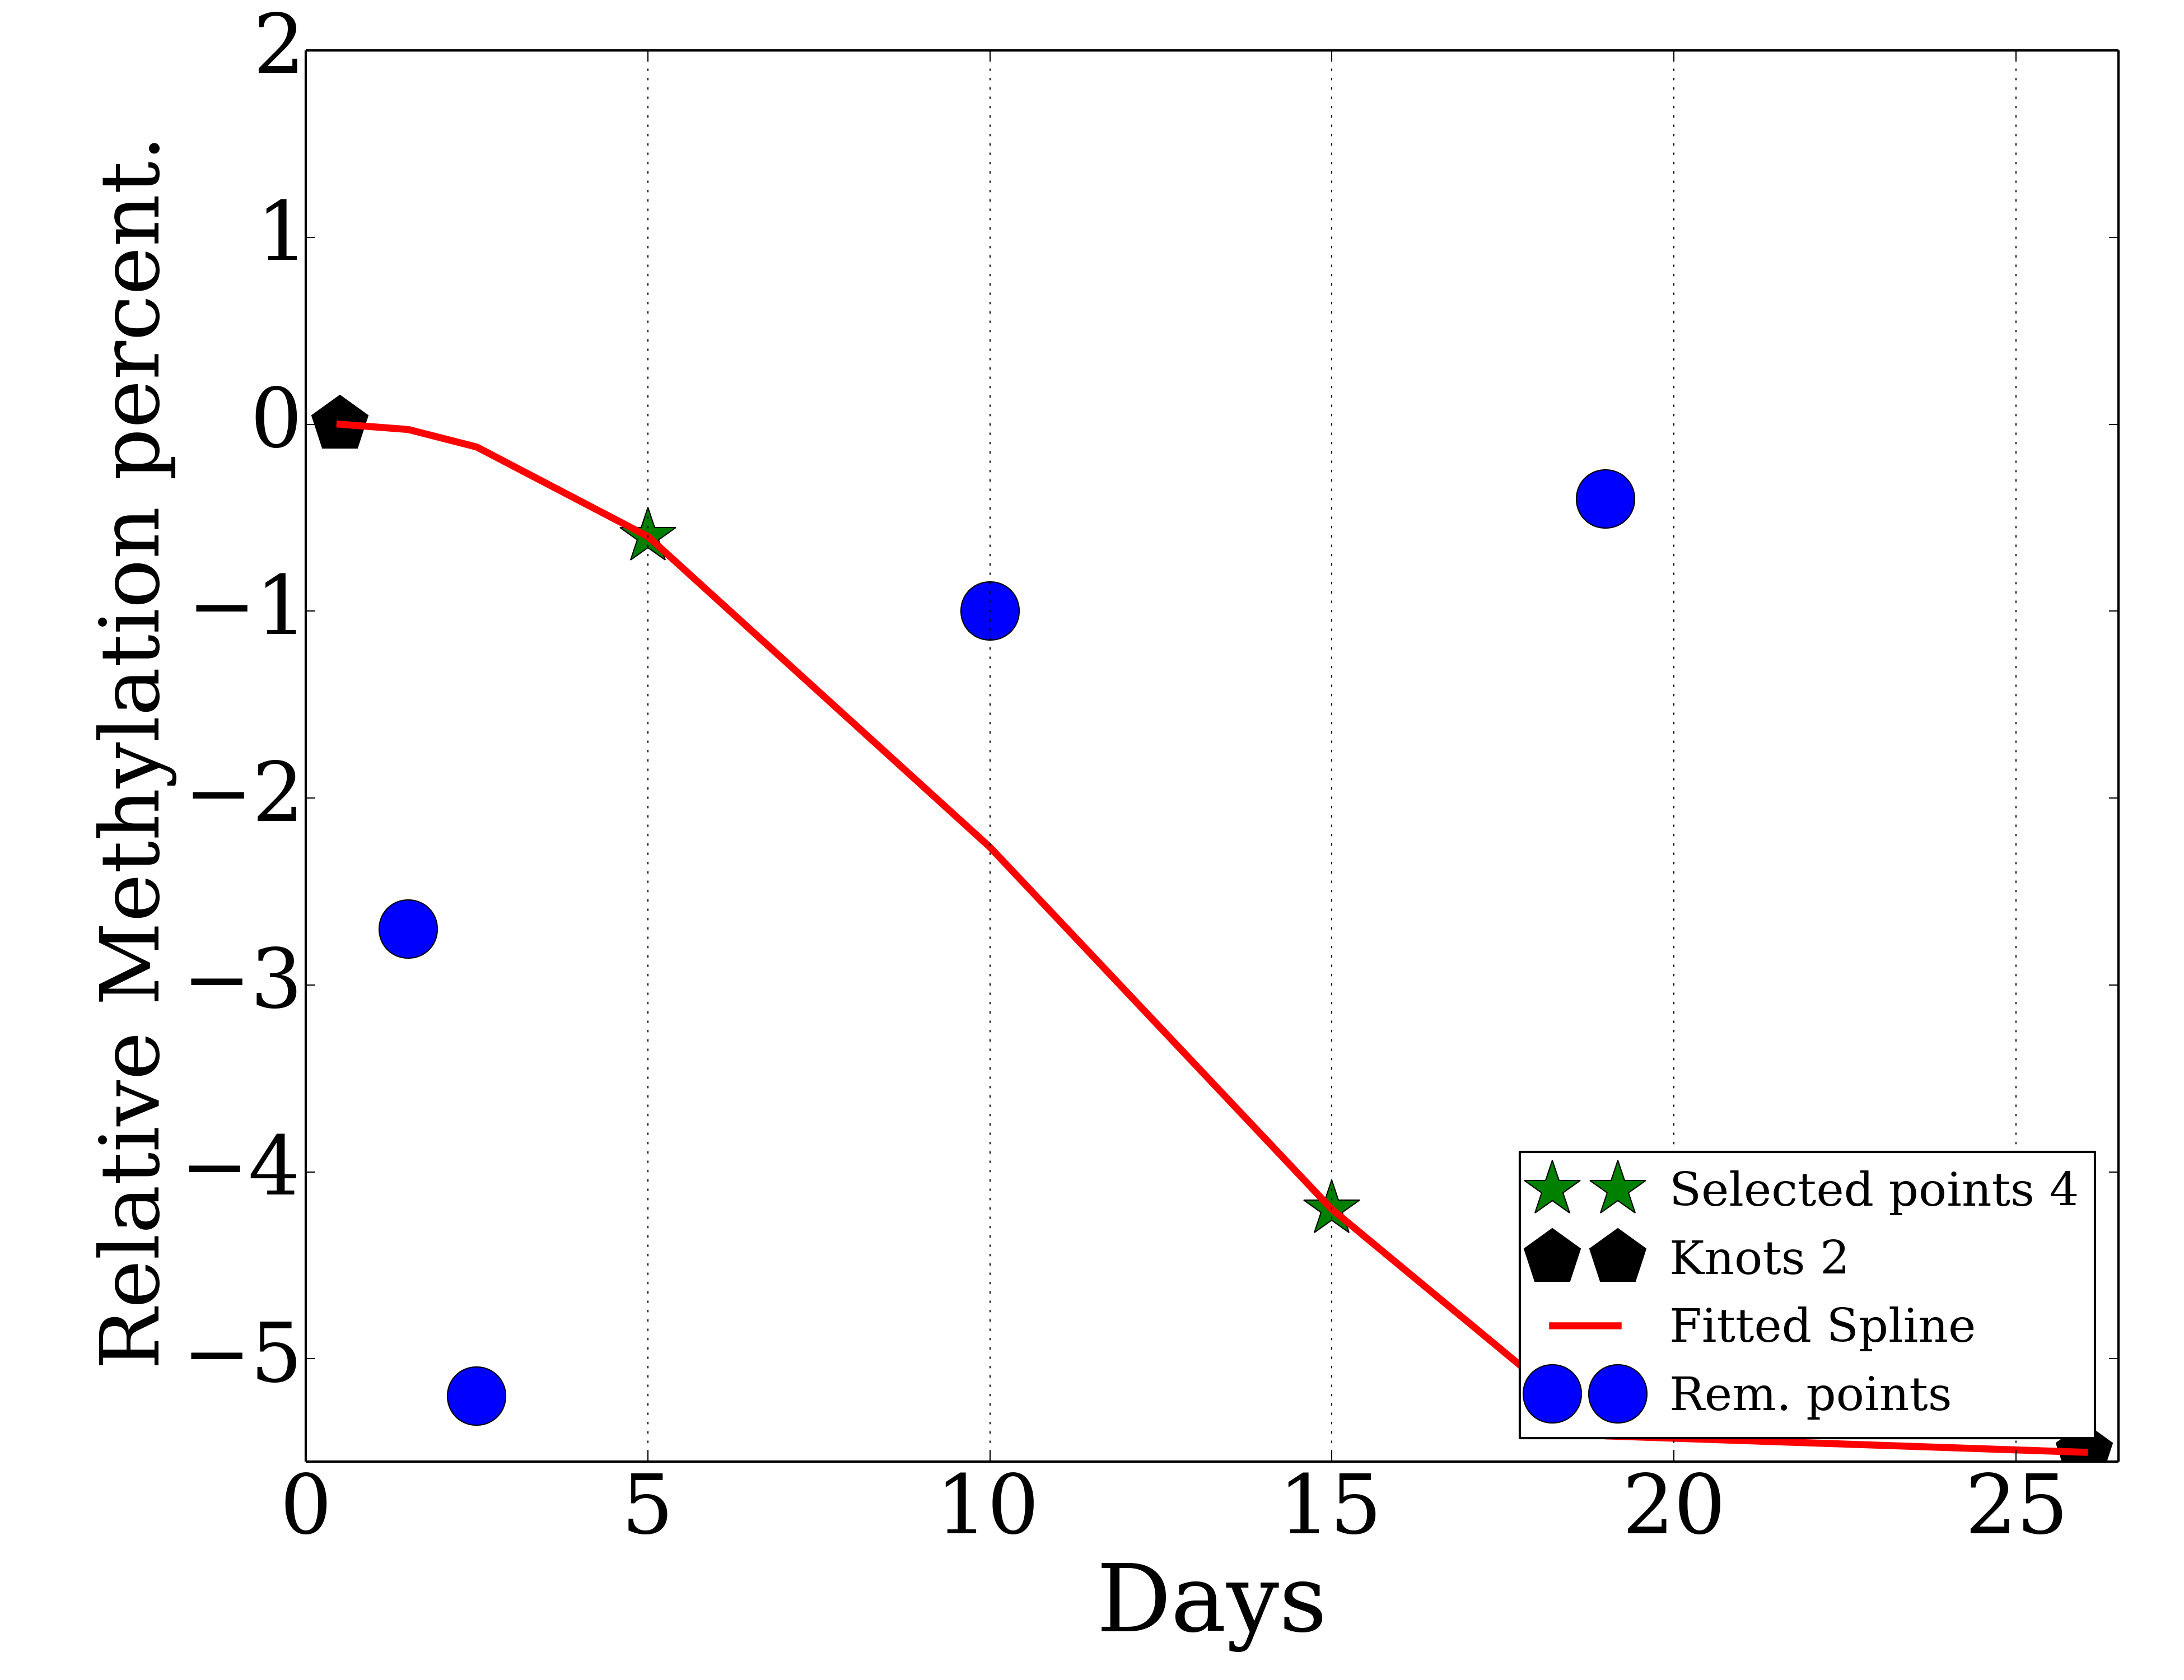 Relative Methylation percent.
2
1
0
−1
−2
−3
−4
−5
Selected points 4
Knots 2
Fitted Spline
Rem. points
0 5 10 15 20 25
Days